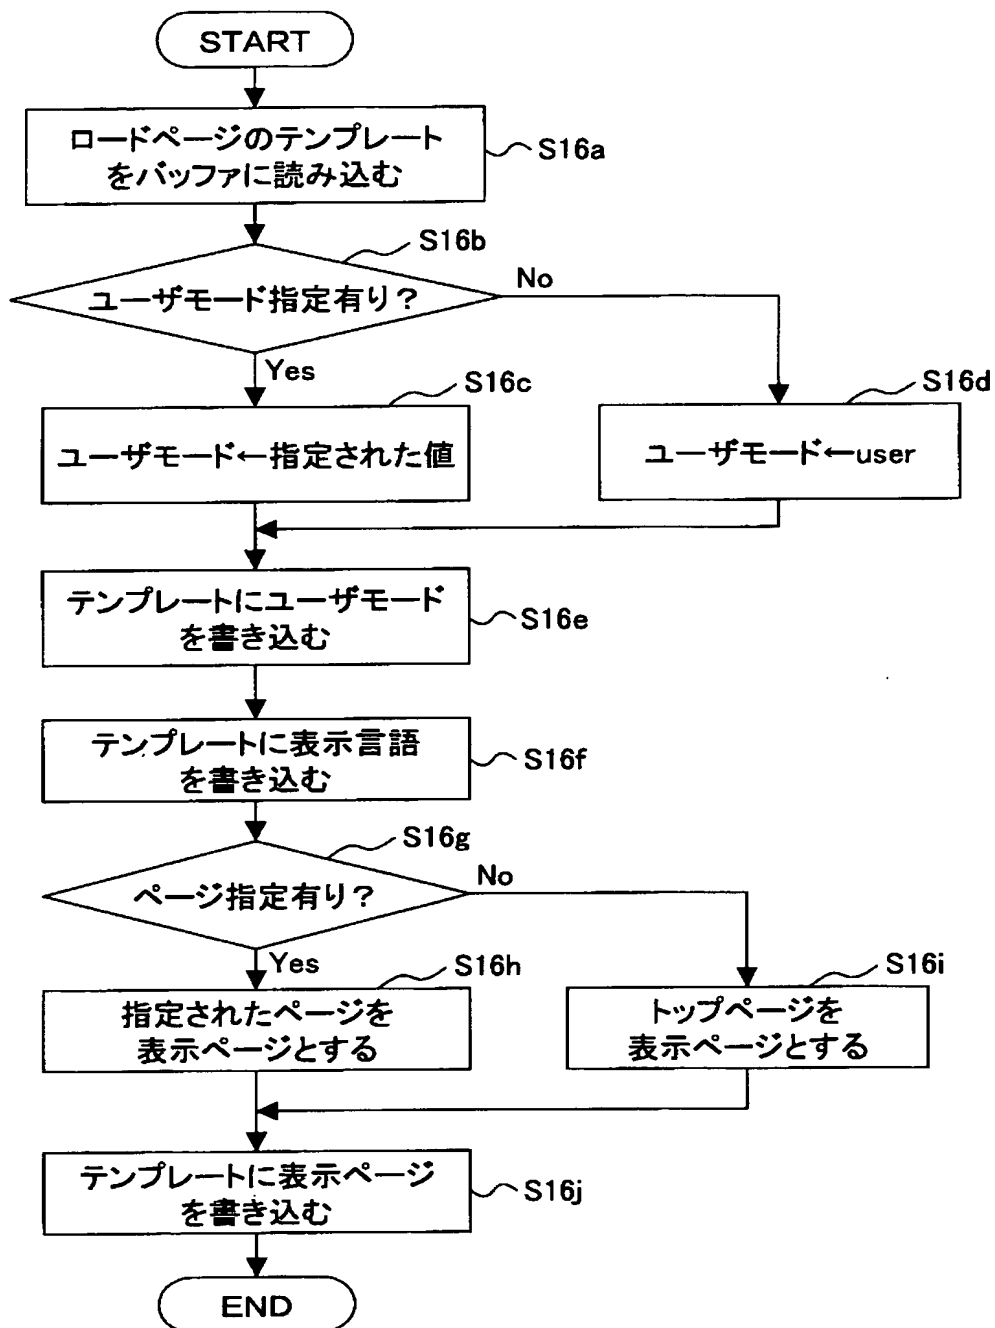 START
ロードページのテンプレート
をバッファに読み込む
S16a
S16b
ユーザモード指定有り？
No
Yes
S16c
S16d
ユーザモード←指定された値
ユーザモード←user
テンプレートにユーザモード
を書き込む
S16e
テンプレートに表示言語
を書き込む
S16f
S16g
ページ指定有り？
No
Yes
S16h
S16i
指定されたページを
表示ページとする
トップページを
表示ページとする
テンプレートに表示ページ
を書き込む
S16j
END